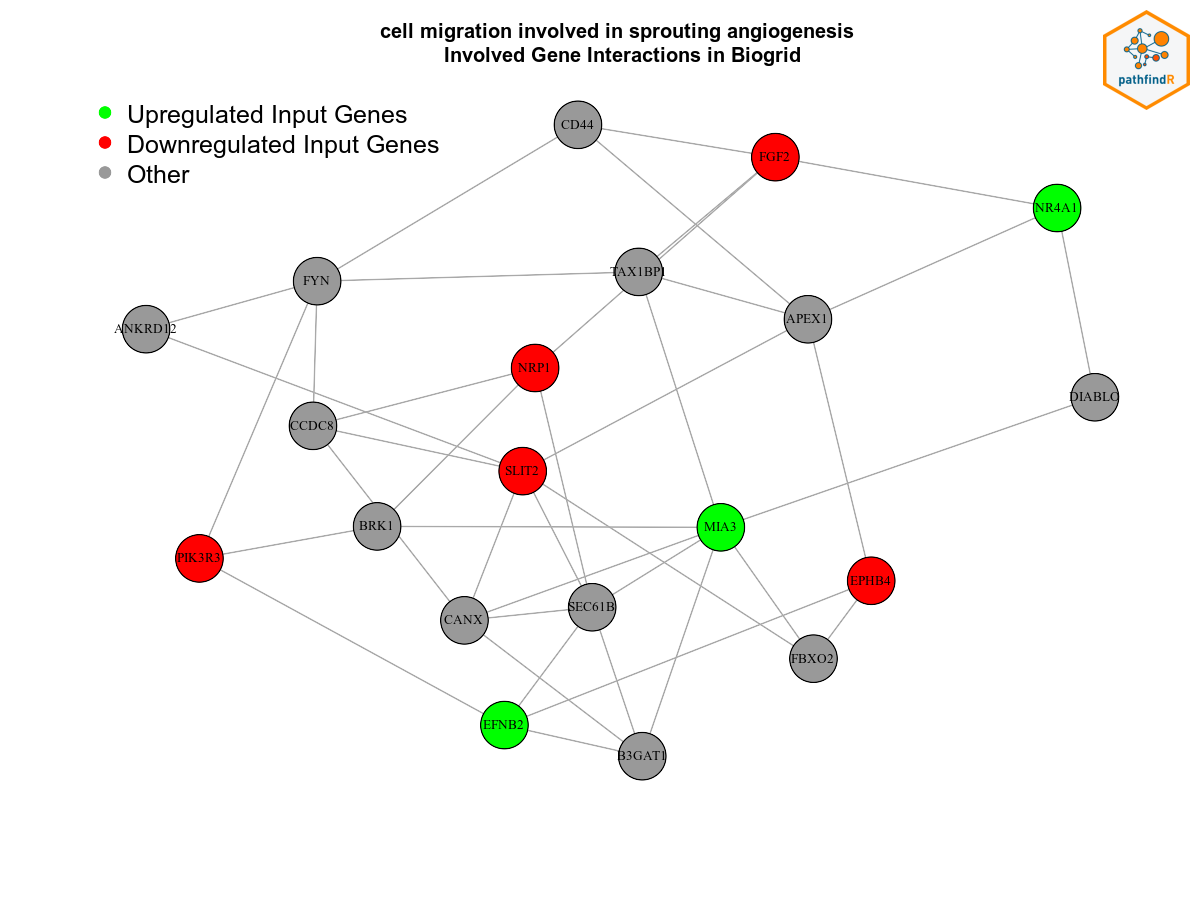 cell migration involved in sprouting angiogenesis
Involved Gene Interactions in Biogrid
pathfindR
Upregulated Input Genes
Downregulated Input Genes
Other
CD44
FGF2
NR4A1
FYN
TAX1BP1
ANKRD12
APEX1
NRP1
DIABLO
CCDC8
SLIT2
BRK1
MIA3
PIK3R3
EPHB4
SEC61B
CANX
FBXO2
EFNB2
B3GAT1